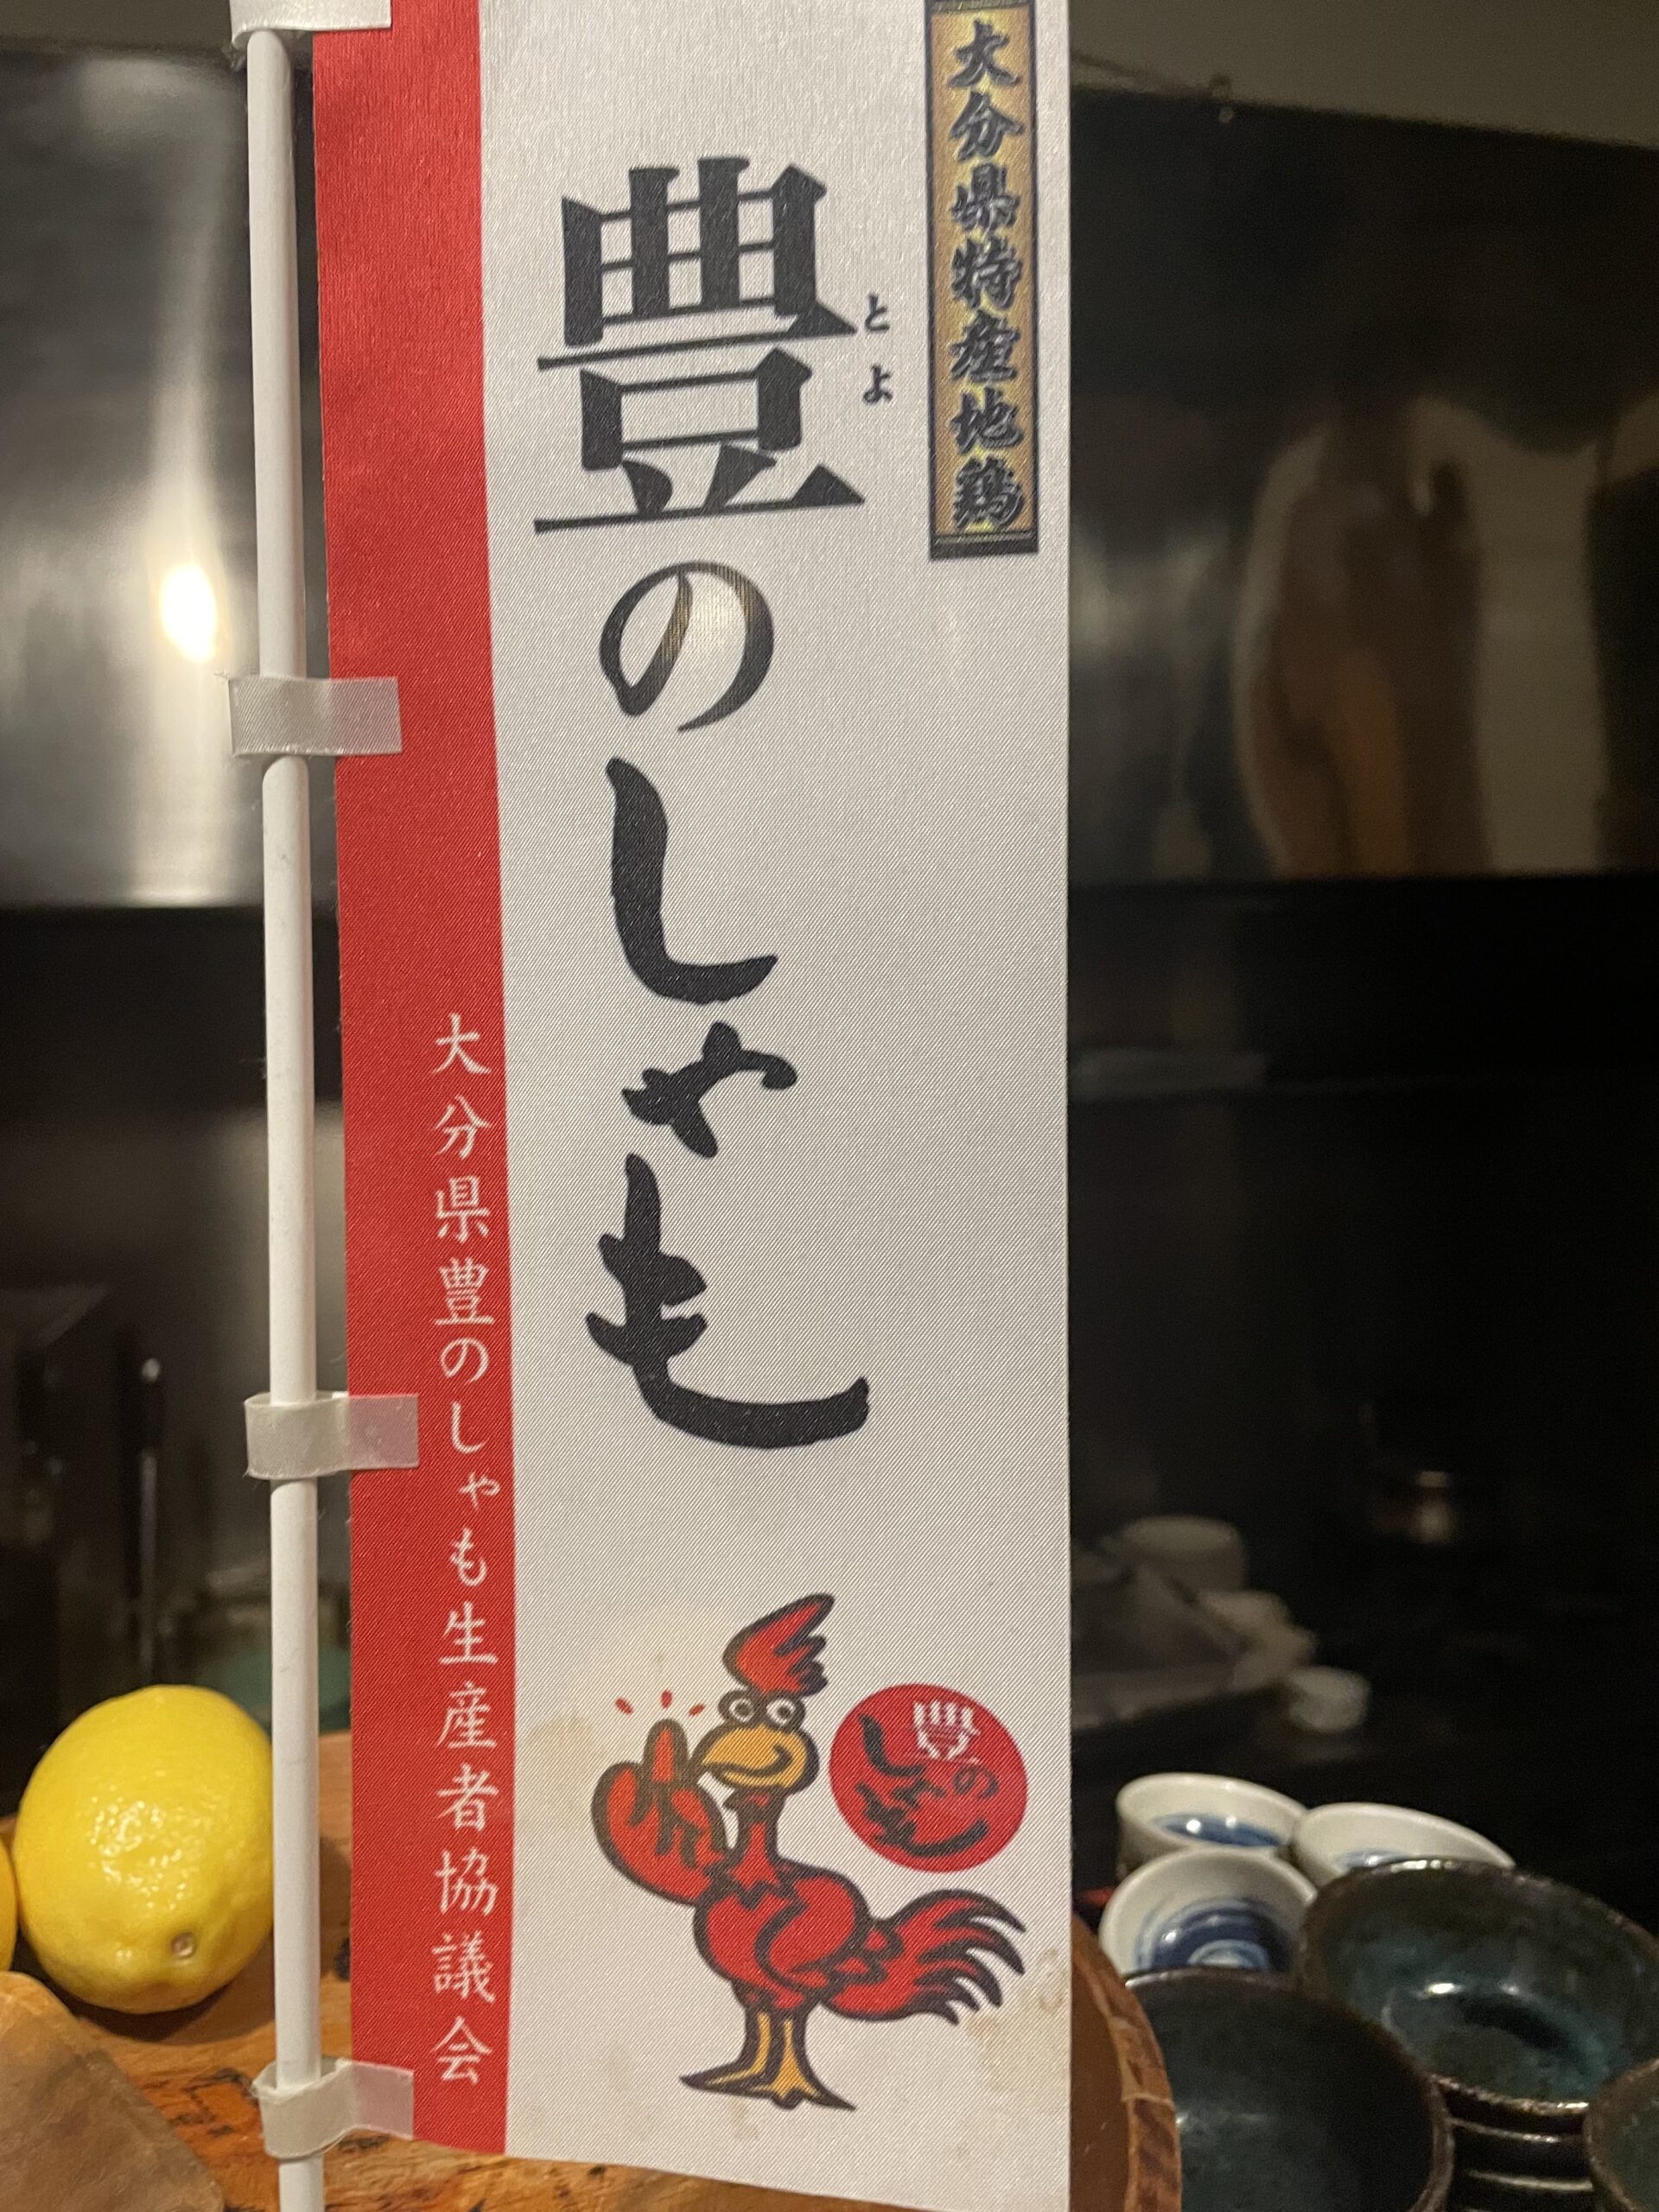 大分県特産地鶏
とよ
豊のしゃも
豊の
しゃも
大分県豊のしゃも生産者協議会